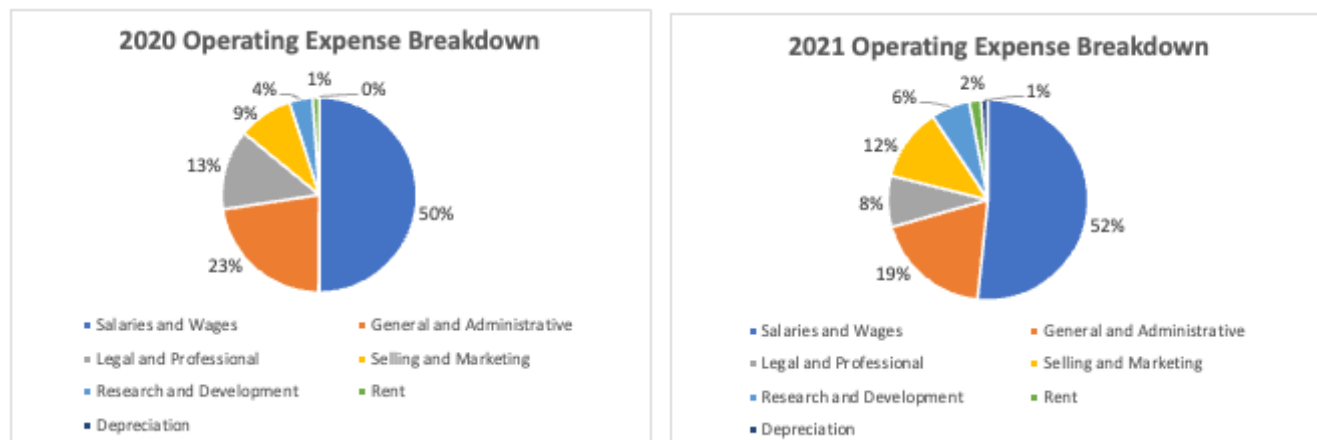 2020 Operating Expense Breakdown
4% 1% 0%
9%
13%
50%
23%
Salaries and Wages General and Administrative
Legal and Professional Selling and Marketing
Research and Development Rent
Depreciation
2021 Operating Expense Breakdown
6% 2% 1%
12%
8%
52%
19%
Salaries and Wages General and Administrative
Legal and Professional Selling and Marketing
Research and Development Rent
Depreciation